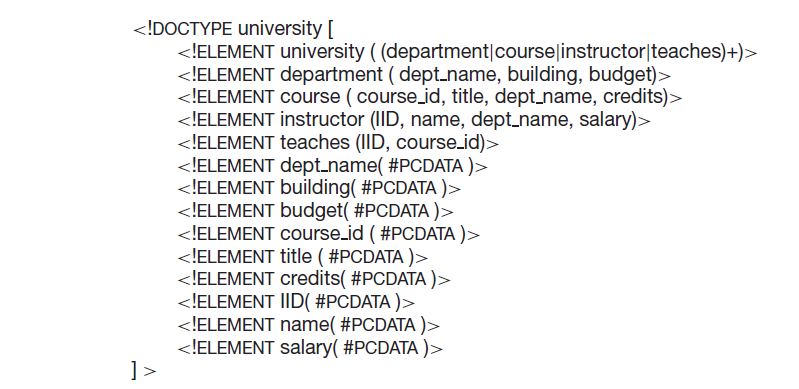 <!DOCTYPE university [
<!ELEMENT university ( (department|course|instructor|teaches)+)>
<!ELEMENT department ( dept_name, building, budget)>
<!ELEMENT course ( course_id, title, dept_name, credits)>
<!ELEMENT instructor (IID, name, dept_name, salary)>
<!ELEMENT teaches (IID, course_id)>
<!ELEMENT dept_name( #PCDATA )>
<!ELEMENT building( #PCDATA )>
<!ELEMENT budget( #PCDATA )>
<!ELEMENT course_id ( #PCDATA )>
<!ELEMENT title ( #PCDATA )>
<!ELEMENT credits( #PCDATA )>
<!ELEMENT IID( #PCDATA )>
<!ELEMENT name( #PCDATA )>
<!ELEMENT salary( #PCDATA )>
] >